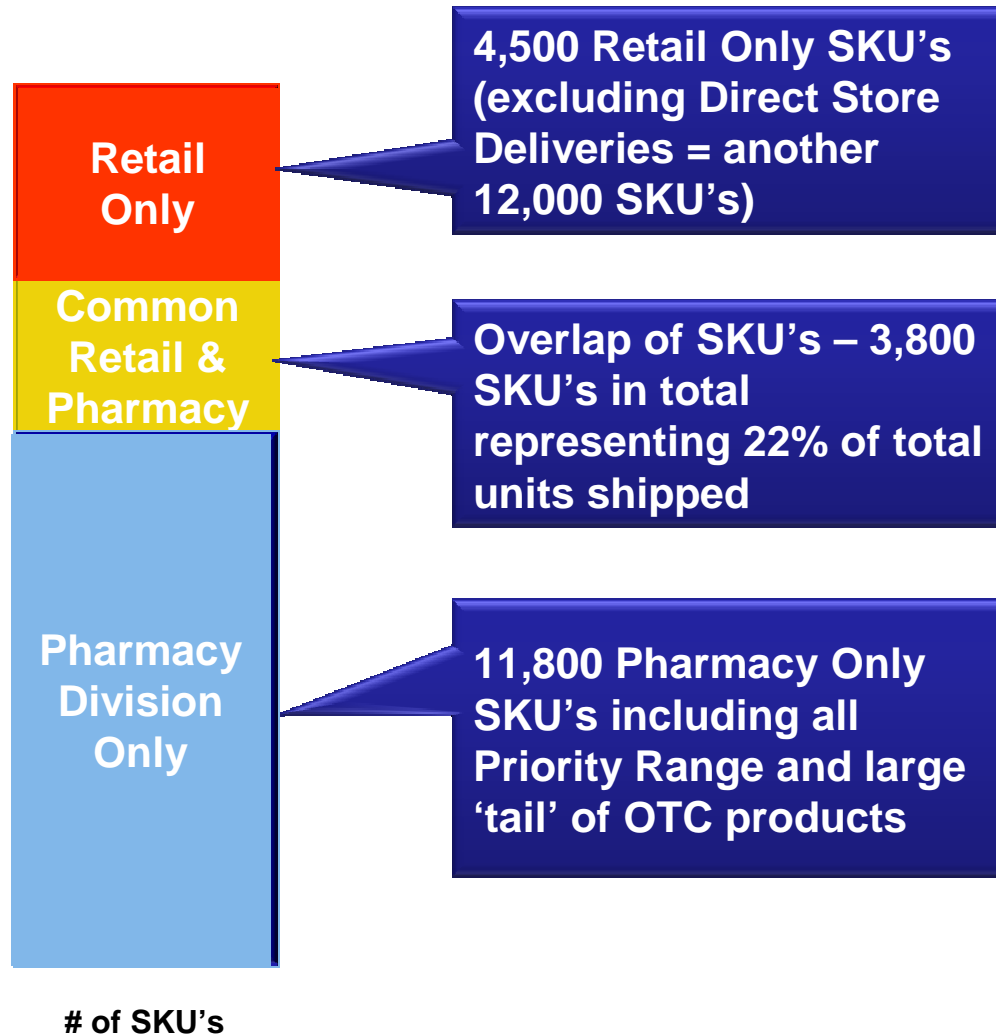 4,500 Retail Only SKU's
(excluding Direct Store
Deliveries = another
12,000 SKU's)
Retail
Only
Common
Retail &
Pharmacy
Overlap of SKU's – 3,800
SKU's in total
representing 22% of total
units shipped
Pharmacy
Division
Only
11,800 Pharmacy Only
SKU's including all
Priority Range and large
‘tail’ of OTC products
# of SKU's